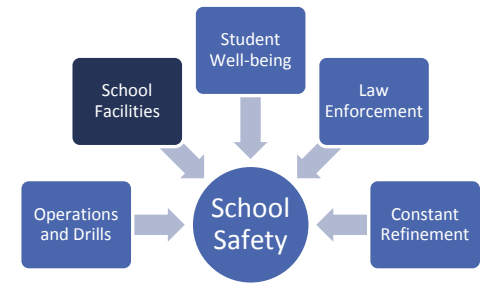 Student
Well-being
School
Facilities
Law
Enforcement
Operations
and Drills
School
Safety
Constant
Refinement